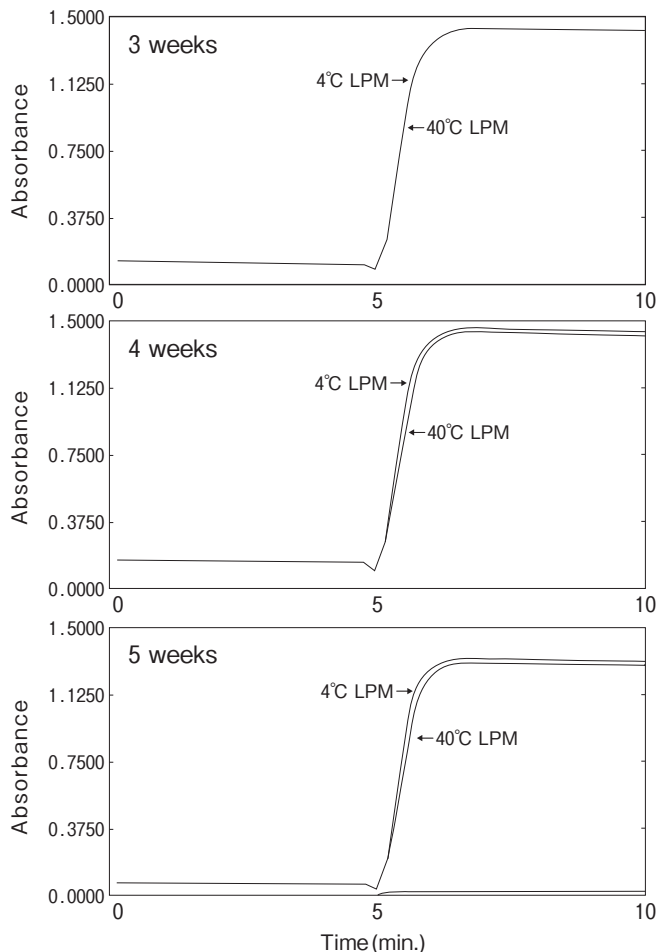 1.5000
3 weeks
4℃ LPM
1.1250
40℃ LPM
0.7500
0.3750
0.0000
Absorbance
0 5 10
1.5000
4 weeks
4℃ LPM
1.1250
40℃ LPM
0.7500
0.3750
0.0000
Absorbance
0 5 10
1.5000
5 weeks
4℃ LPM
1.1250
40℃ LPM
0.7500
0.3750
0.0000
Absorbance
0 5 10
Time (min.)